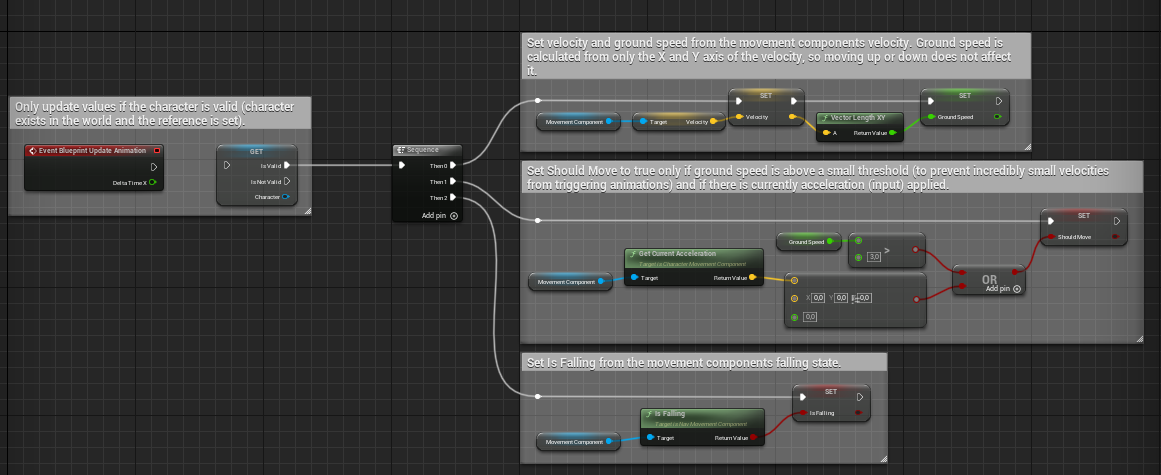 Set velocity and ground speed from the movement components velocity. Ground speed is
calculated from only the X and Y axis of the velocity, so moving up or down does not affect
it.
SET
SET
Movement Component
Target
Velocity
Velocity
Vector Length XY
A
Return Value
Ground Speed
Only update values if the character is valid (character
exists in the world and the reference is set).
Event Blueprint Update Animation
Delta Time X
GET
Is Valid
Is Not Valid
Character
Sequence
Then 0
Then 1
Then 2
Add pin
Set Should Move to true only if ground speed is above a small threshold (to prevent incredibly small velocities
from triggering animations) and if there is currently acceleration (input) applied.
SET
Should Move
Ground Speed
>
3,0
Get Current Acceleration
Target is Character Movement Component
Movement Component
Target
Return Value
X 0,0 Y 0,0 0,0
0,0
OR
Add pin
Set Is Falling from the movement components falling state.
SET
Is Falling
Is Falling
Target is Nav Movement Component
Movement Component
Target
Return Value